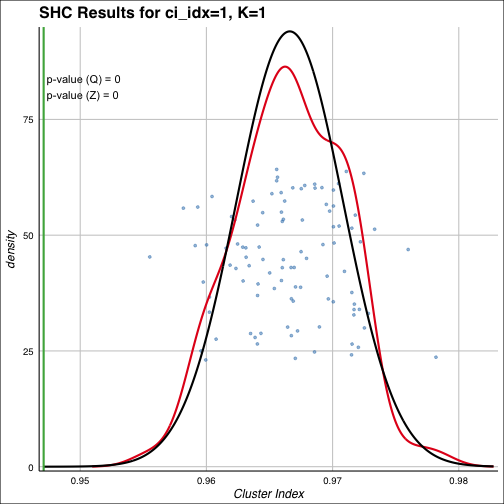 SHC Results for ci_idx=1, K=1
p-value (Q) = 0
p-value (Z) = 0
75
50
25
0
density
0.95 0.96 0.97 0.98
Cluster Index